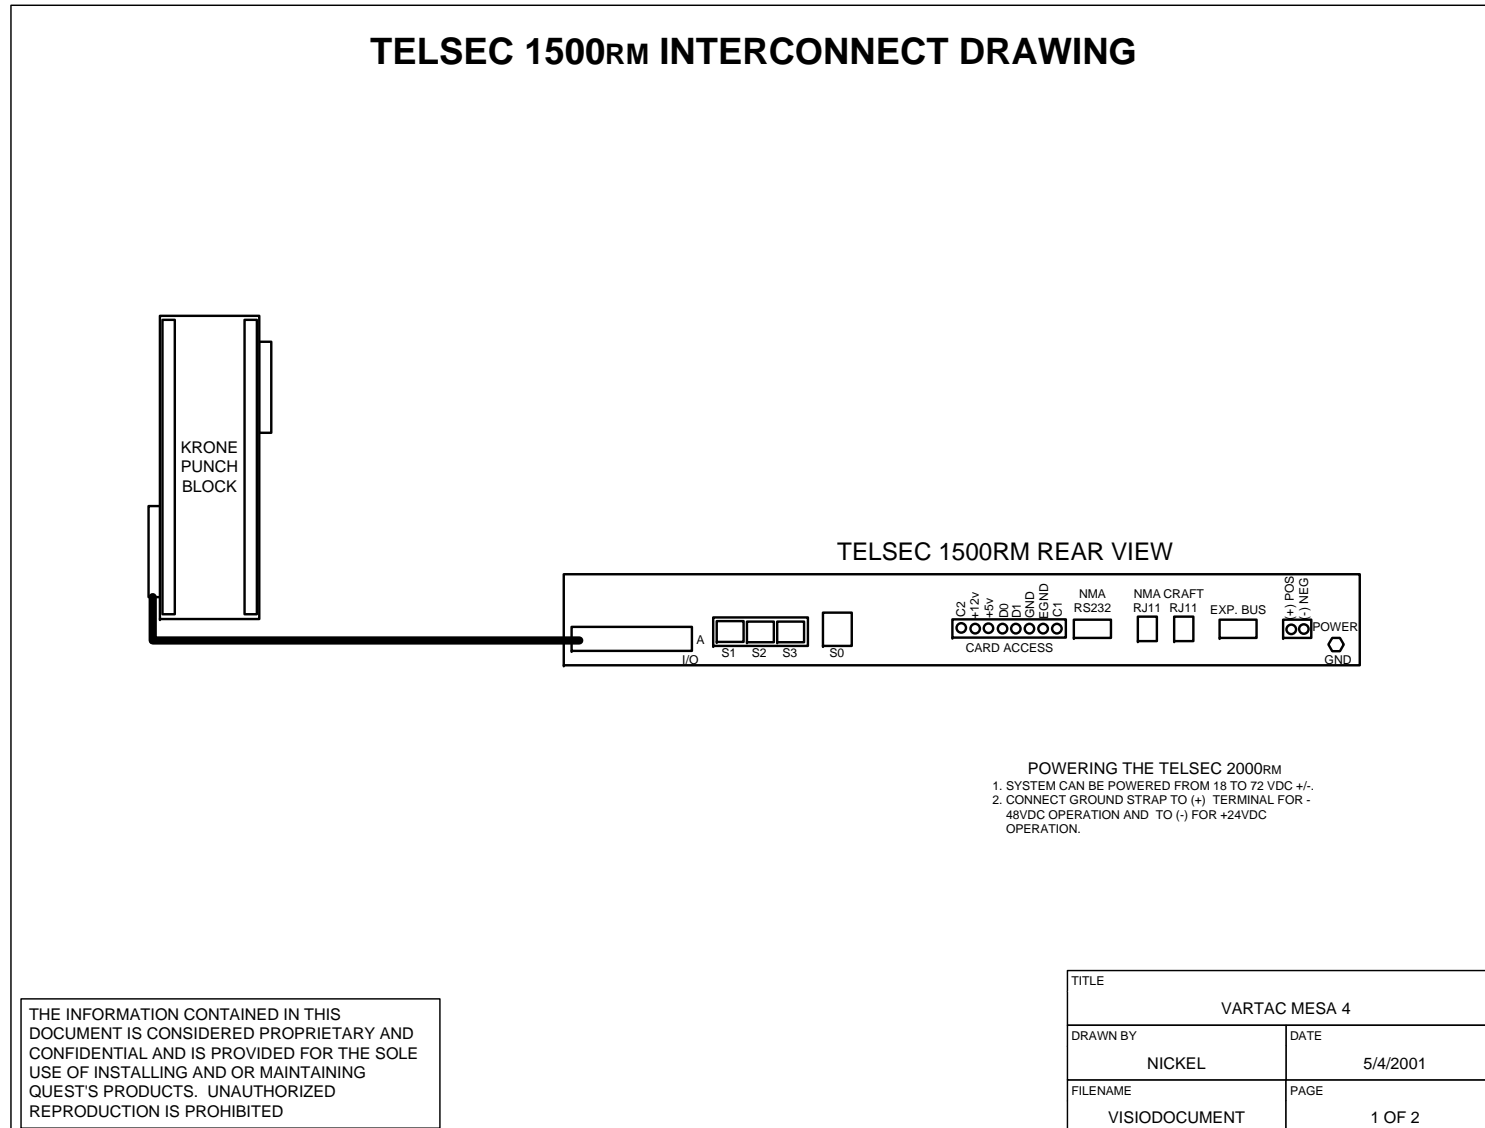 TELSEC 1500RM INTERCONNECT DRAWING
KRONE
PUNCH
BLOCK
TELSEC 1500RM REAR VIEW
A
I/O
S1 S2 S3 S0
C2
+12v
+5v
D0
D1
GND
EGND
C1
CARD ACCESS
NMA
RS232
NMA CRAFT
RJ11 RJ11
EXP. BUS
(+) POS
(-) NEG
POWER
GND
POWERING THE TELSEC 2000RM
1. SYSTEM CAN BE POWERED FROM 18 TO 72 VDC +/-.
2. CONNECT GROUND STRAP TO (+) TERMINAL FOR -
48VDC OPERATION AND TO (-) FOR +24VDC
OPERATION.
THE INFORMATION CONTAINED IN THIS
DOCUMENT IS CONSIDERED PROPRIETARY AND
CONFIDENTIAL AND IS PROVIDED FOR THE SOLE
USE OF INSTALLING AND OR MAINTAINING
QUEST'S PRODUCTS. UNAUTHORIZED
REPRODUCTION IS PROHIBITED
TITLE
VARTAC MESA 4
DRAWN BY
NICKEL
DATE
5/4/2001
FILENAME
VISIODOCUMENT
PAGE
1 OF 2